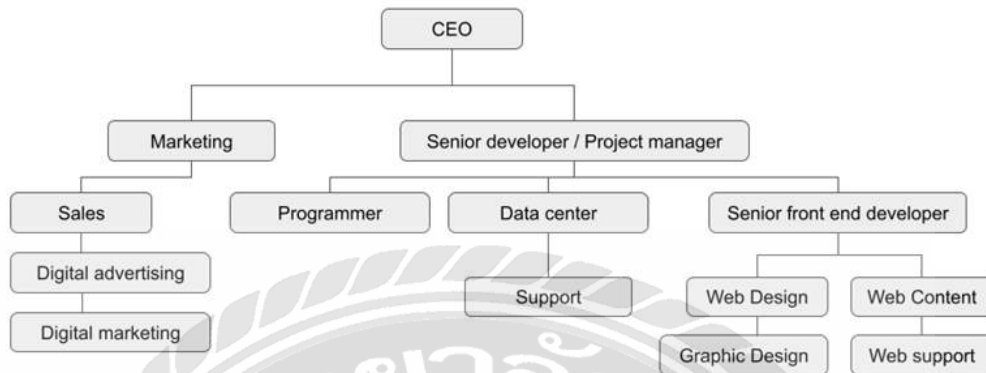 CEO
Marketing
Senior developer / Project manager
Sales
Programmer
Data center
Senior front end developer
Digital advertising
Support
Web Design
Web Content
Digital marketing
Graphic Design
Web support